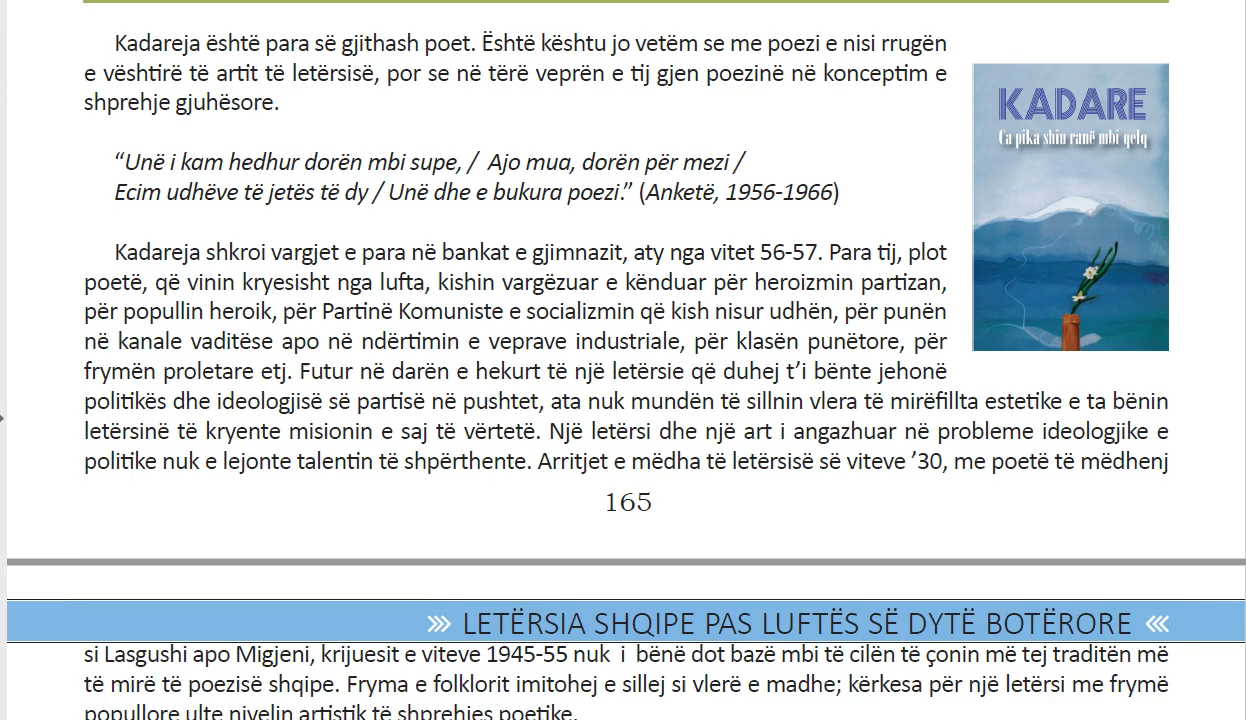 Kadareja është para së gjithash poet. Është kështu jo vetëm se me poezi e nisi rrugën
e vështirë të artit të letërsisë, por se në tërë veprën e tij gjen poezinë në konceptim e
shprehje gjuhësore.
KADARE
Ca pika shiu ranë mbi qelq
“Unë i kam hedhur dorën mbi supe, / Ajo mua, dorën për mezi /
Ecim udhëve të jetës të dy / Unë dhe e bukura poezi.” (Anketë, 1956-1966)
Kadareja shkroi vargjet e para në bankat e gjimnazit, aty nga vitet 56-57. Para tij, plot
poetë, që vinin kryesisht nga lufta, kishin vargëzuar e kënduar për heroizmin partizan,
për popullin heroik, për Partinë Komuniste e socializmin që kish nisur udhën, për punën
në kanale vaditëse apo në ndërtimin e veprave industriale, për klasën punëtore, për
frymën proletare etj. Futur në darën e hekurt të një letërsie që duhej t’i bënte jehonë
politikës dhe ideologjisë së partisë në pushtet, ata nuk mundën të sillnin vlera të mirëfillta estetike e ta bënin
letërsinë të kryente misionin e saj të vërtetë. Një letërsi dhe një art i angazhuar në probleme ideologjike e
politike nuk e lejonte talentin të shpërthente. Arritjet e mëdha të letërsisë së viteve ’30, me poetë të mëdhenj
165
LETËRSIA SHQIPE PAS LUFTËS SË DYTË BOTËRORE
si Lasgushi apo Migjeni, krijuesit e viteve 1945-55 nuk i bënë dot bazë mbi të cilën të çonin më tej traditën më
të mirë të poezisë shqipe. Fryma e folklorit imitohej e sillej si vlerë e madhe; kërkesa për një letërsi me frymë
popullore ulte nivelin artistik të shprehjes poetike.